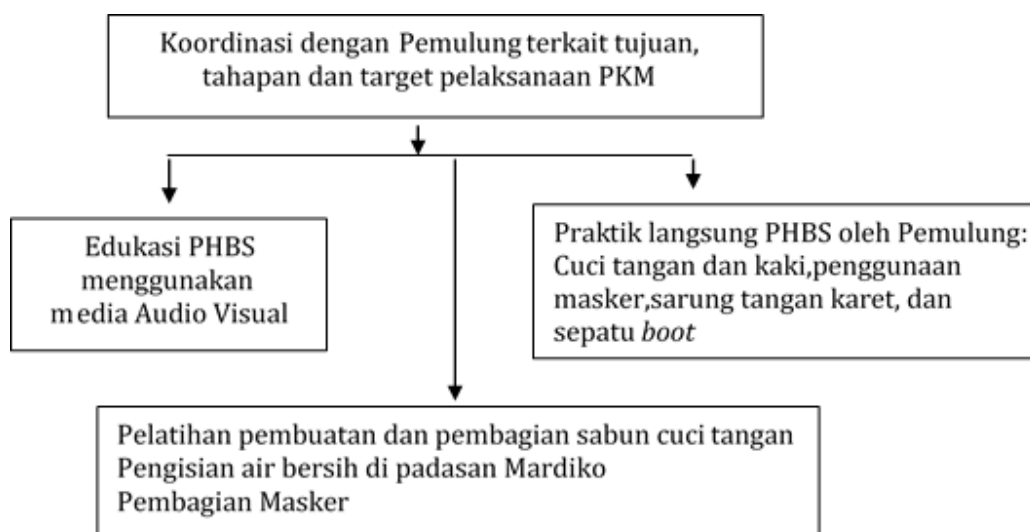 Koordinasi dengan Pemulung terkait tujuan,
tahapan dan target pelaksanaan PKM
Edukasi PHBS
menggunakan
media Audio Visual
Praktik langsung PHBS oleh Pemulung:
Cuci tangan dan kaki,penggunaan
masker,sarung tangan karet, dan
sepatu boot
Pelatihan pembuatan dan pembagian sabun cuci tangan
Pengisian air bersih di padasan Mardiko
Pembagian Masker